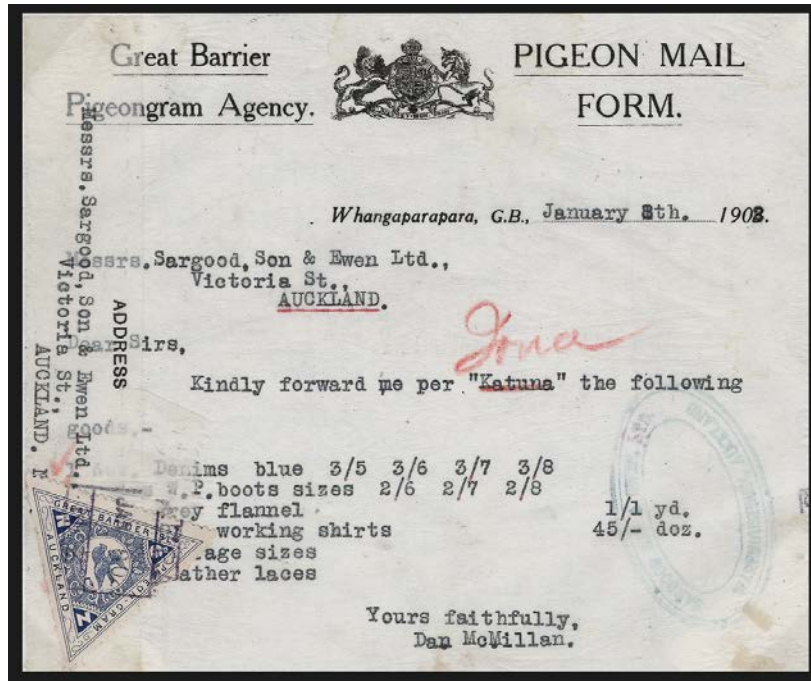 Great Barrier
Pigeongram Agency.
PIGEON MAIL
FORM.
Whangaparapara, G.B., January 8th. 1903.
Messrs. Sargood, Son & Ewen Ltd.,
Victoria St.,
AUCKLAND.
Dear Sirs,
Iona
Kindly forward me per "Katuna" the following
goods,-
Denims blue 3/5 3/6 3/7 3/8
W.P. boots sizes 2/6 2/7 2/8
flannel 1/1 yd.
working shirts 45/- doz.
sizes
laces
Yours faithfully,
Dan McMillan.
ADDRESS
Messrs. Sargood, Son & Ewen Ltd.,
Victoria St.,
AUCKLAND.
GREAT BARRIER
AUCKLAND
N Z